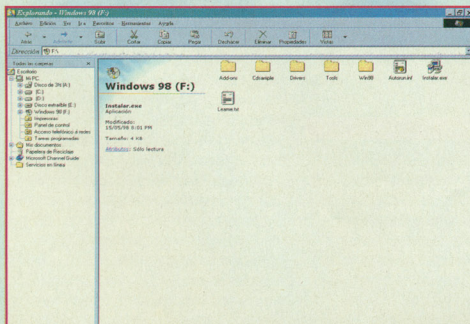 Explorando - Windows 98 (F:)
Archivo Edición Ver Ir a Favoritos Herramientas Ayuda
Atrás Adelante Subir Cortar Copiar Pegar Deshacer Eliminar Propiedades Vistas
Dirección F:\
Todas las carpetas
Escritorio
Mi PC
Disco de 3½ (A:)
(C:)
(D:)
Disco extraíble (E:)
Windows 98 (F:)
Impresoras
Panel de control
Acceso telefónico a redes
Tareas programadas
Mis documentos
Papelera de Reciclaje
Microsoft Channel Guide
Servicios en línea
Windows 98 (F:)
Instalar.exe
Aplicación
Modificado:
15/05/98 8:01 PM
Tamaño: 4 KB
Atributos: Sólo lectura
Add-ons Cdsample Drivers Tools Win98 Autorun.inf Instalar.exe
Leame.txt